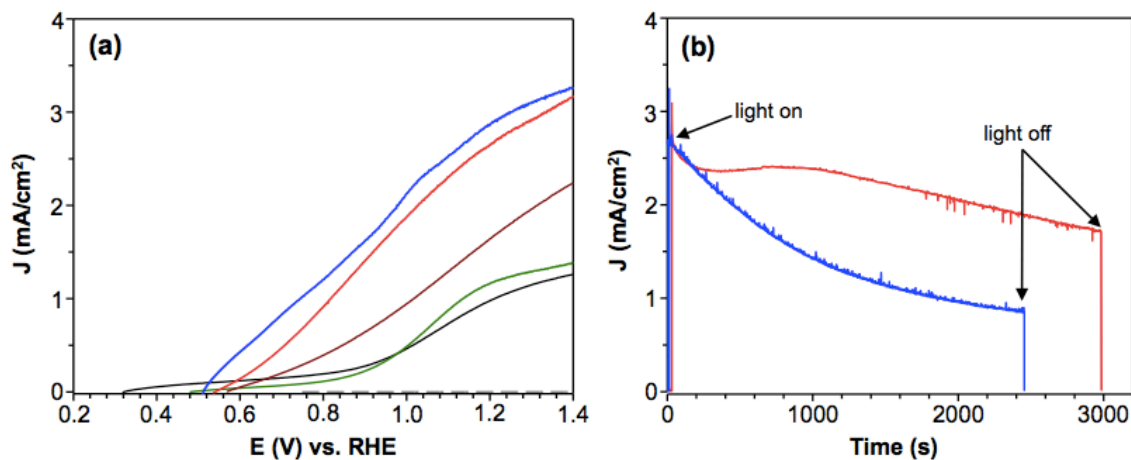 (a)
4
3
2
1
0
J (mA/cm²)
0.2 0.4 0.6 0.8 1.0 1.2 1.4
E (V) vs. RHE
(b)
light on
light off
4
3
2
1
0
J (mA/cm²)
0 1000 2000 3000
Time (s)